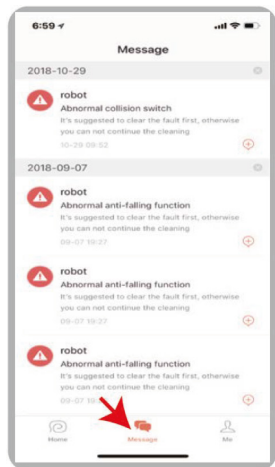 6:59
Message
2018-10-29
robot
Abnormal collision switch
It's suggested to clear the fault first, otherwise
you can not continue the cleaning
10-29 09:52
2018-09-07
robot
Abnormal anti-falling function
It's suggested to clear the fault first, otherwise
you can not continue the cleaning
09-07 19:27
robot
Abnormal anti-falling function
It's suggested to clear the fault first, otherwise
you can not continue the cleaning
09-07 19:27
robot
Abnormal anti-falling function
It's suggested to clear the fault first, otherwise
you can not continue the cleaning
09-07
Home
Message
Me